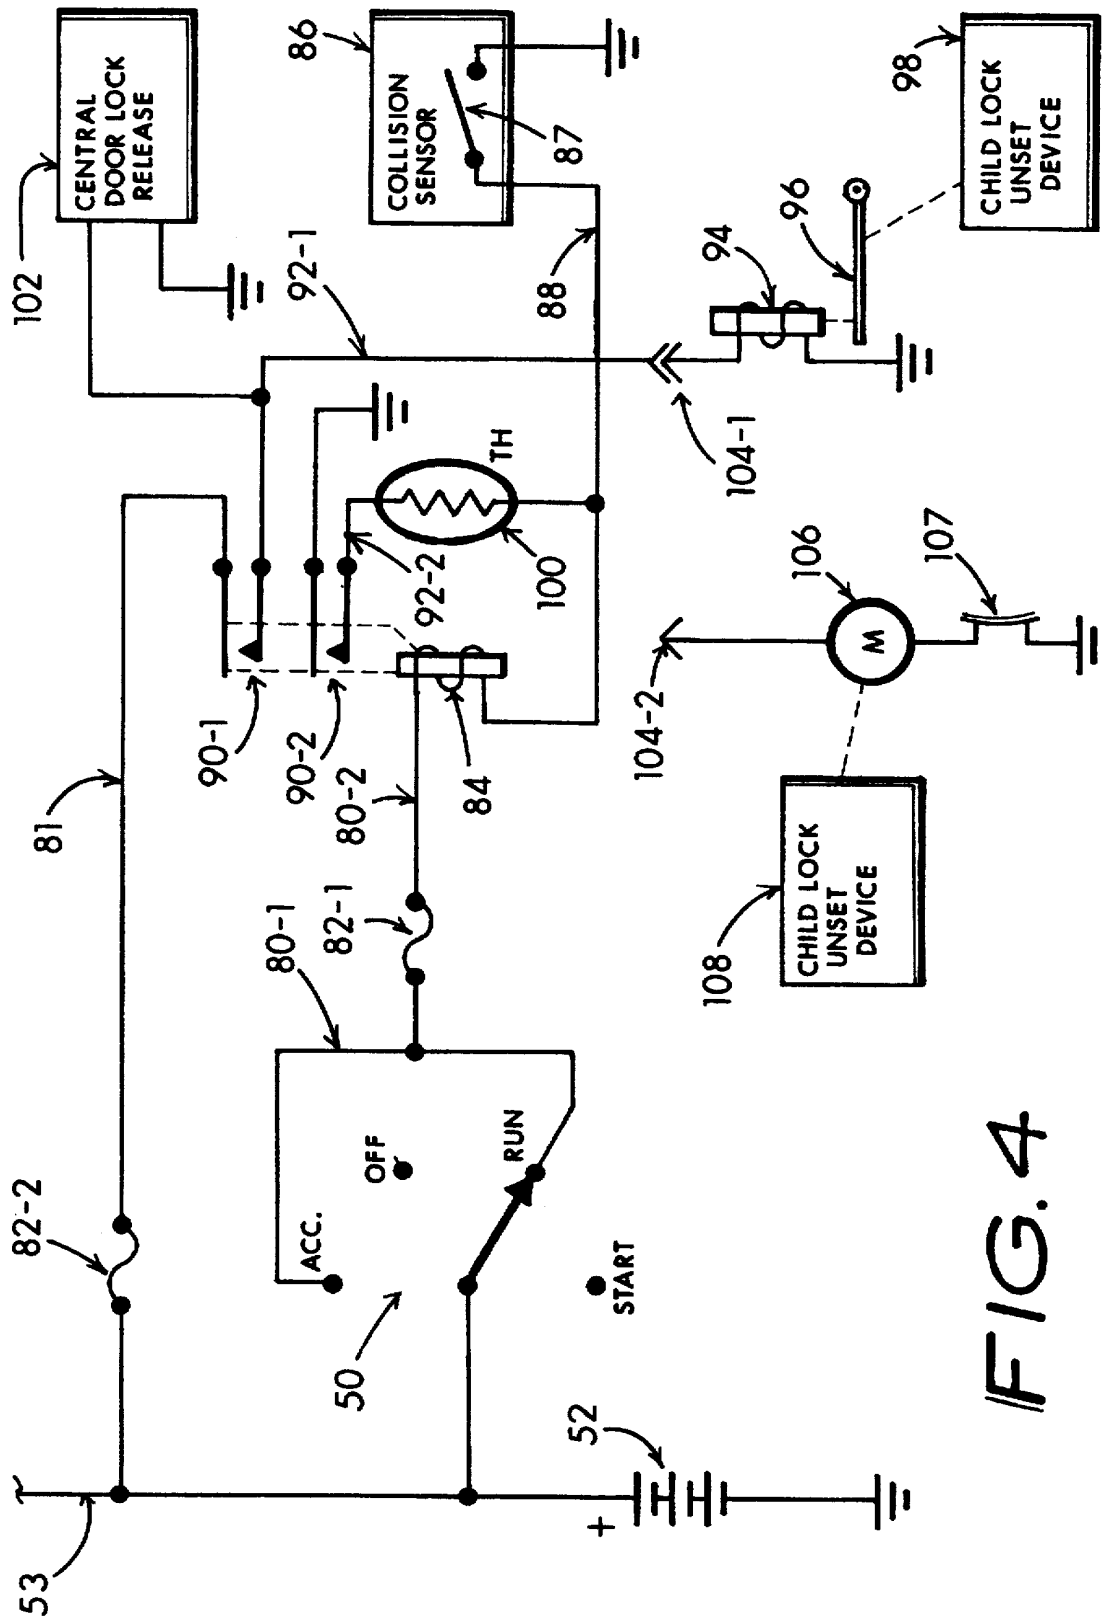 53
82-2
81
102
CENTRAL
DOOR LOCK
RELEASE
50
ACC.
OFF
RUN
START
80-1
82-1
80-2
84
90-1
90-2
92-2
100
TH
92-1
88
86
COLLISION
SENSOR
87
52
+
108
CHILD LOCK
UNSET
DEVICE
104-2
106
M
107
104-1
94
96
98
CHILD LOCK
UNSET
DEVICE
FIG. 4